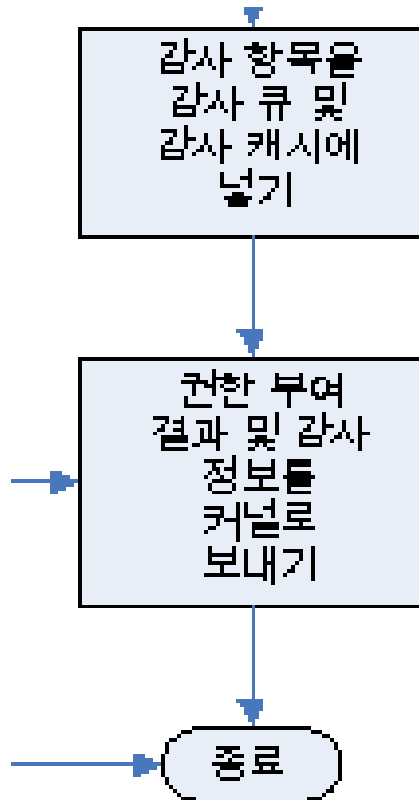 감사 항목을
감사 큐 및
감사 캐시에
넣기
권한 부여
결과 및 감사
정보를
커널로
보내기
종료